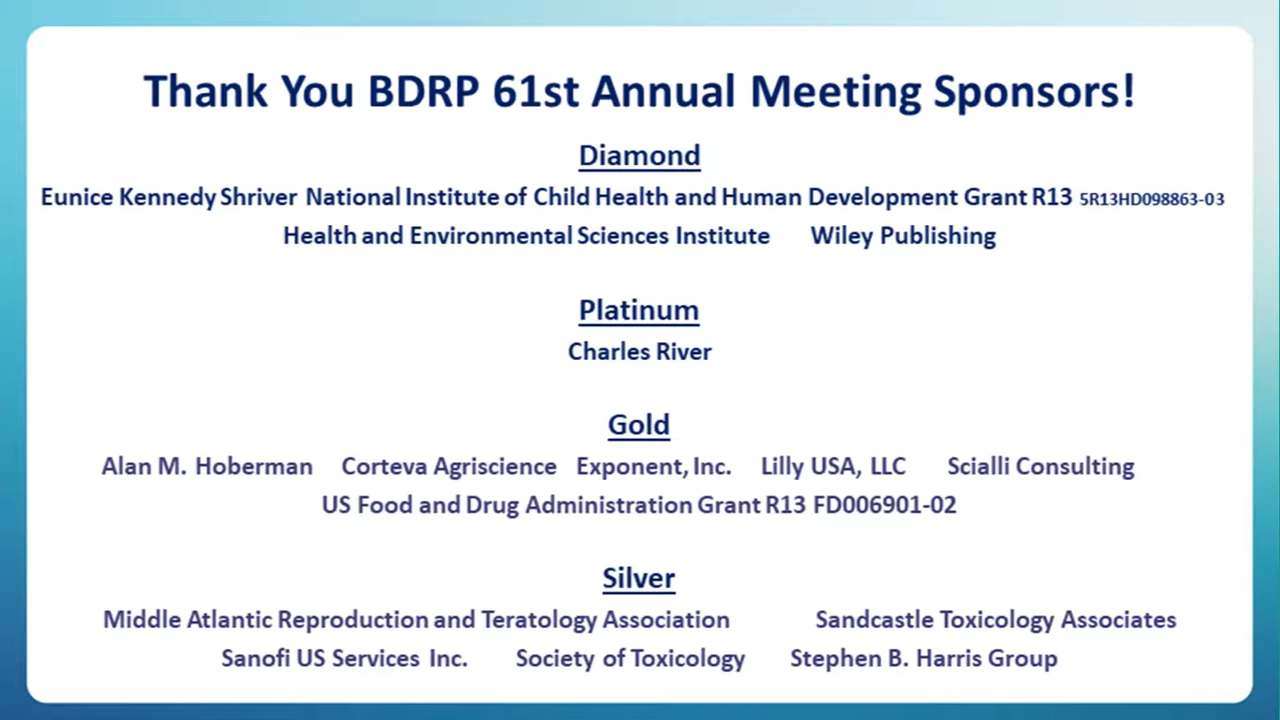 Thank You BDRP 61st Annual Meeting Sponsors!
Diamond
Eunice Kennedy Shriver National Institute of Child Health and Human Development Grant R13 5R13HD098863-03
Health and Environmental Sciences Institute Wiley Publishing
Platinum
Charles River
Gold
Alan M. Hoberman Corteva Agriscience Exponent, Inc. Lilly USA, LLC Scialli Consulting
US Food and Drug Administration Grant R13 FD006901-02
Silver
Middle Atlantic Reproduction and Teratology Association Sandcastle Toxicology Associates
Sanofi US Services Inc. Society of Toxicology Stephen B. Harris Group